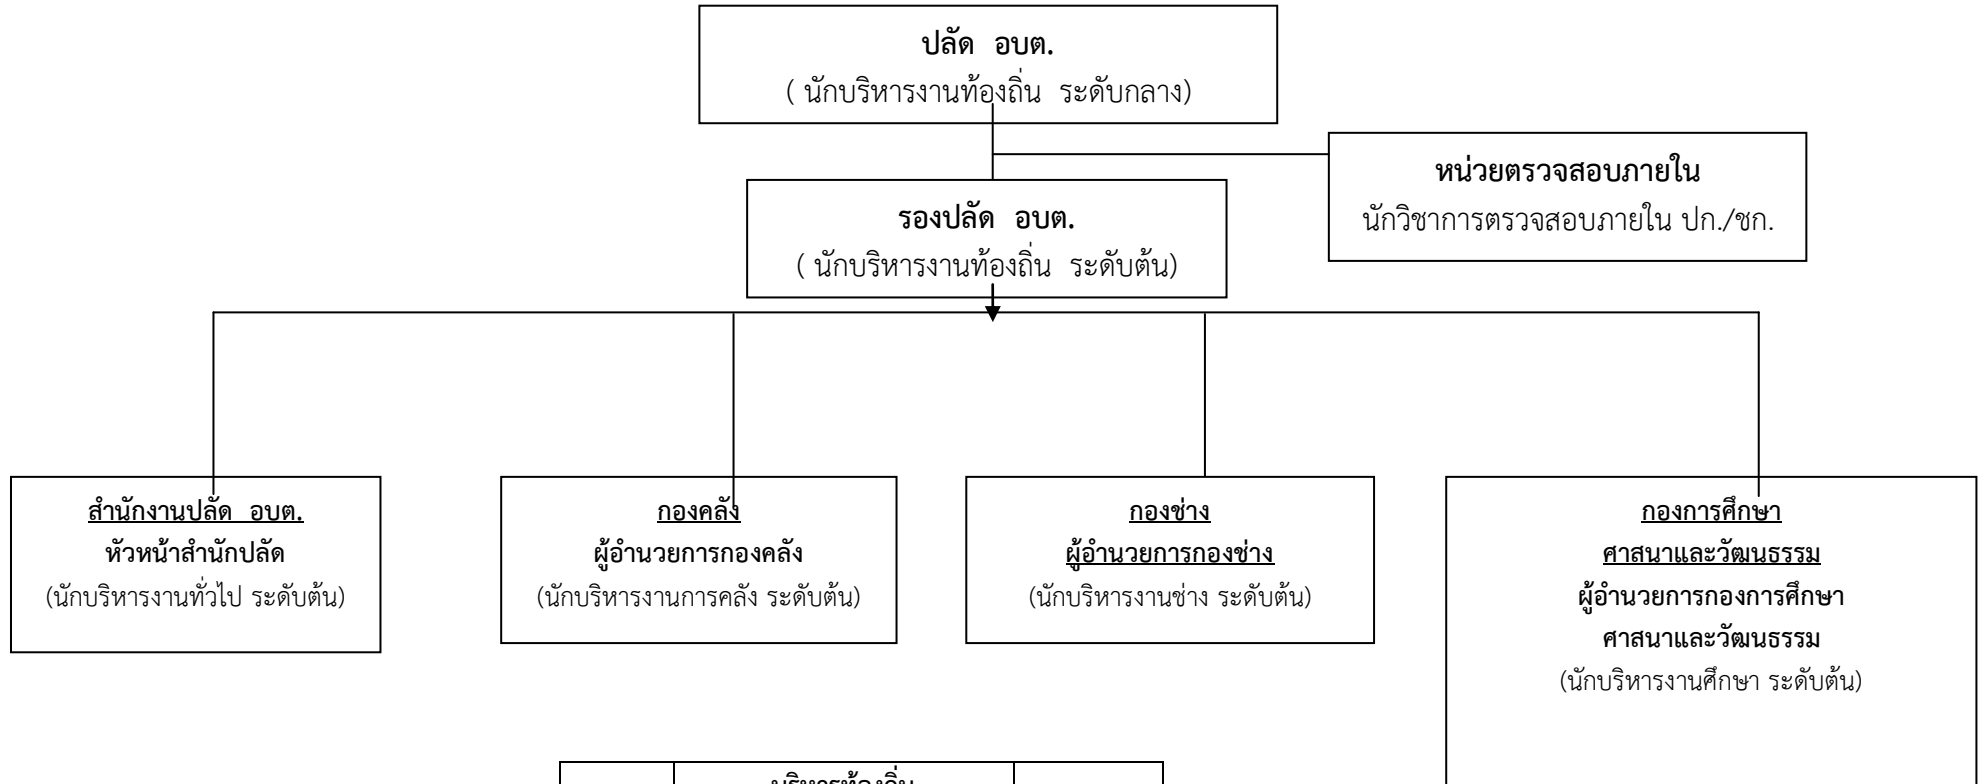 ปลัด อบต.
( นักบริหารงานท้องถิ่น ระดับกลาง)
หน่วยตรวจสอบภายใน
นักวิชาการตรวจสอบภายใน ปก./ชก.
รองปลัด อบต.
( นักบริหารงานท้องถิ่น ระดับต้น)
สำนักงานปลัด อบต.
หัวหน้าสำนักปลัด
(นักบริหารงานทั่วไป ระดับต้น)
กองคลัง
ผู้อำนวยการกองคลัง
(นักบริหารงานการคลัง ระดับต้น)
กองช่าง
ผู้อำนวยการกองช่าง
(นักบริหารงานช่าง ระดับต้น)
กองการศึกษา
ศาสนาและวัฒนธรรม
ผู้อำนวยการกองการศึกษา
ศาสนาและวัฒนธรรม
(นักบริหารงานศึกษา ระดับต้น)
บริหารท้องถิ่น